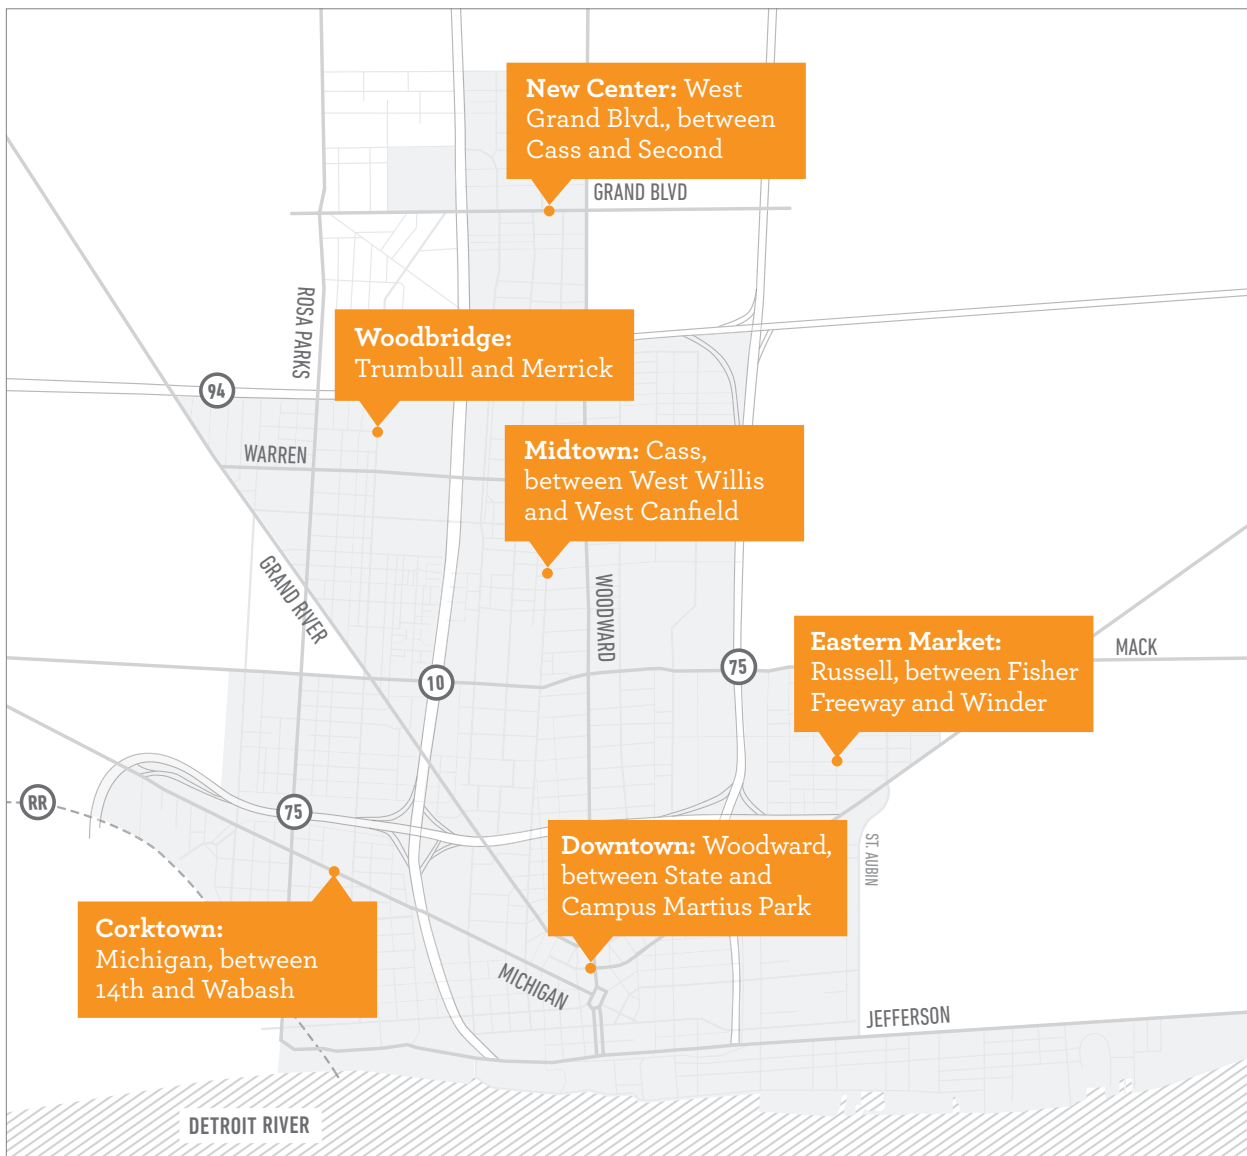 New Center: West
Grand Blvd., between
Cass and Second
GRAND BLVD
ROSA PARKS
Woodbridge:
Trumbull and Merrick
94
WARREN
Midtown: Cass,
between West Willis
and West Canfield
GRAND RIVER
WOODWARD
Eastern Market:
Russell, between Fisher
Freeway and Winder
MACK
10
75
RR
75
Downtown: Woodward,
between State and
Campus Martius Park
ST. AUBIN
Corktown:
Michigan, between
14th and Wabash
MICHIGAN
JEFFERSON
DETROIT RIVER